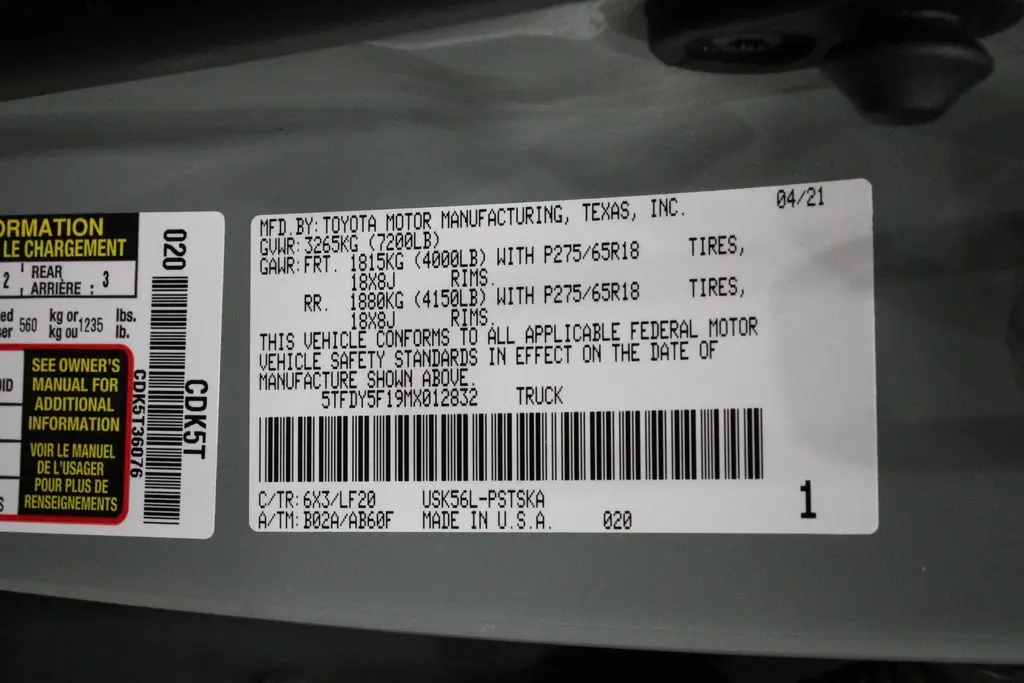 ORMATION
LE CHARGEMENT
2 REAR
ARRIÈRE : 3
560 kg or 1235 lbs.
kg ou lb.
SEE OWNER'S
MANUAL FOR
ADDITIONAL
INFORMATION
VOIR LE MANUEL
DE L'USAGER
POUR PLUS DE
RENSEIGNEMENTS
020
CDK5T36076
CDK5T
04/21
MFD.BY:TOYOTA MOTOR MANUFACTURING, TEXAS, INC.
GVWR:3265KG (7200LB)
GAWR:FRT. 1815KG (4000LB) WITH P275/65R18 TIRES,
18X8J RIMS.
RR. 1880KG (4150LB) WITH P275/65R18 TIRES,
18X8J RIMS.
THIS VEHICLE CONFORMS TO ALL APPLICABLE FEDERAL MOTOR
VEHICLE SAFETY STANDARDS IN EFFECT ON THE DATE OF
MANUFACTURE SHOWN ABOVE.
5TFDY5F19MX012832 TRUCK
C/TR:6X3/LF20 USK56L-PSTSKA
A/TM:B02A/AB60F MADE IN U.S.A. 020
1